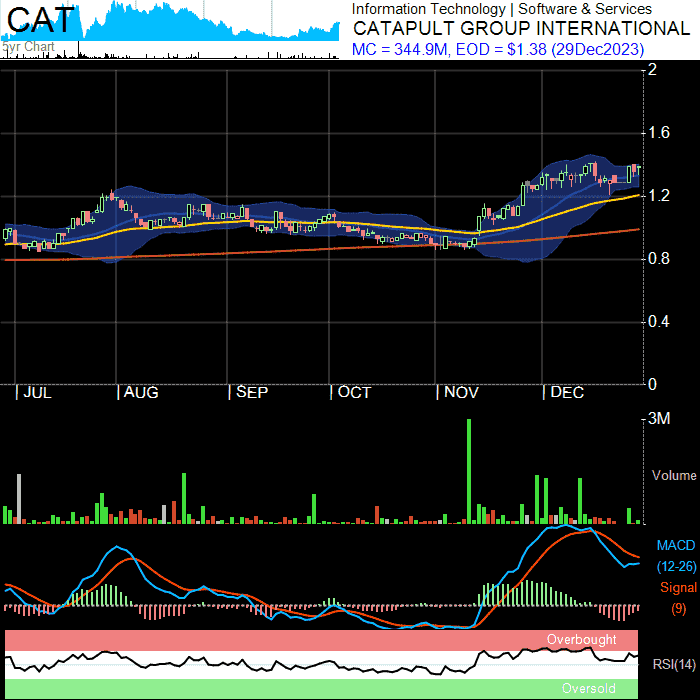 CAT
5yr Chart
Information Technology | Software & Services
CATAPULT GROUP INTERNATIONAL
MC = 344.9M, EOD = $1.38 (29Dec2023)
2
1.6
1.2
0.8
0.4
0
| JUL | AUG | SEP | OCT | NOV | DEC
3M
Volume
MACD
(12-26)
Signal
(9)
Overbought
RSI(14)
Oversold